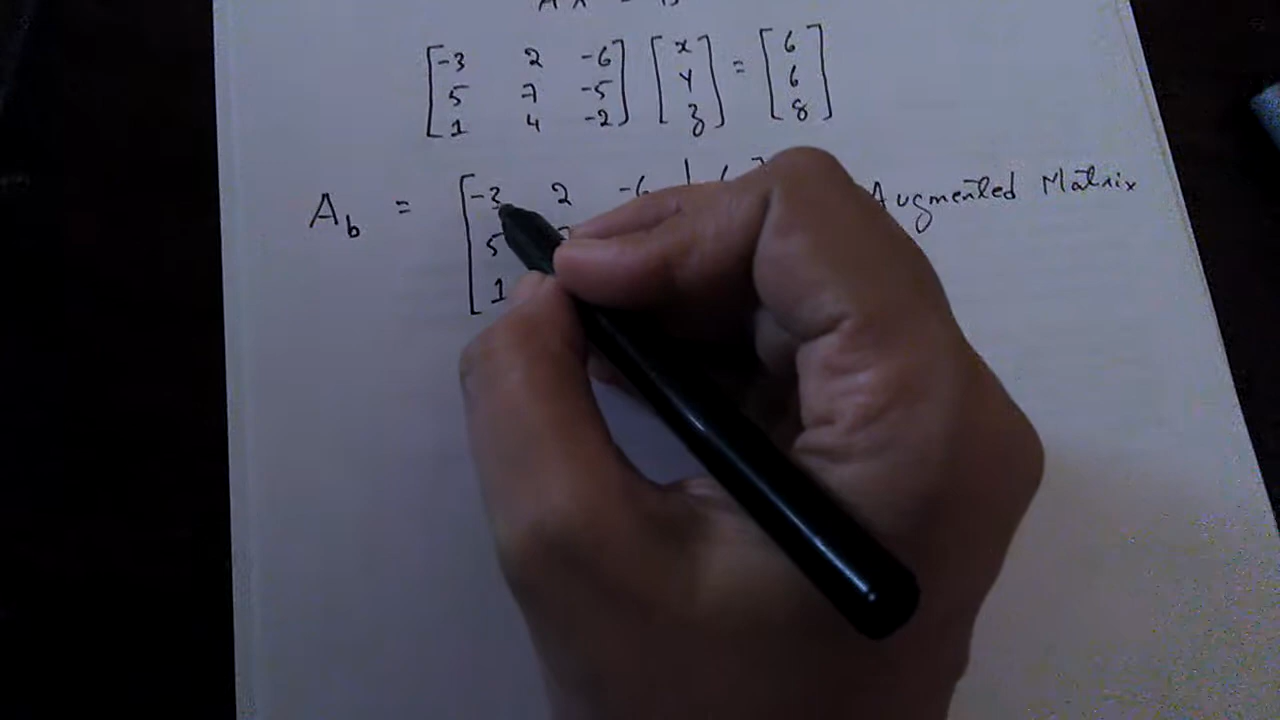 [-3 2 -6] [x] = [6]
[5 7 -5] [y] [6]
[1 4 -2] [z] [8]
A_b = [-3 2 -6 | Augmented Matrix
5
1